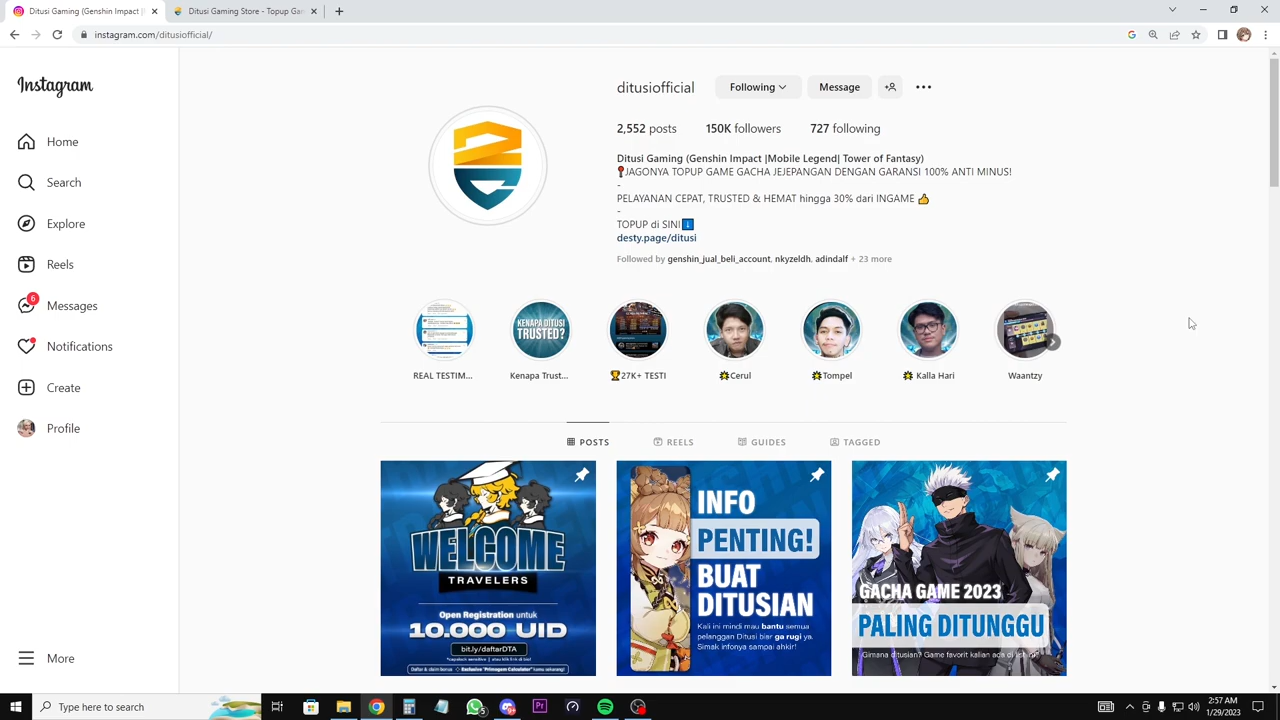 Ditusi Gaming (Genshin Impact |
Ditusi Gaming Store - Topup Gam
instagram.com/ditusiofficial/
Instagram
Home
Search
Explore
Reels
6
Messages
Notifications
Create
Profile
More
ditusiofficial
Following
Message
2,552 posts
150K followers
727 following
Ditusi Gaming (Genshin Impact |Mobile Legend| Tower of Fantasy)
JAGONYA TOPUP GAME GACHA JEJEPANGAN DENGAN GARANSI 100% ANTI MINUS!
-
PELAYANAN CEPAT, TRUSTED & HEMAT hingga 30% dari INGAME 👍
-
TOPUP di SINI⬇️
desty.page/ditusi
Followed by genshin_jual_beli_account, nkyzeldh, adindalf + 23 more
KENAPA DITUSI
TRUSTED?
REAL TESTIM...
Kenapa Trust...
🏆27K+ TESTI
🌟Cerul
🌟Tompel
🌟 Kalla Hari
Waantzy
POSTS
REELS
GUIDES
TAGGED
WELCOME
TRAVELERS
Open Registration untuk
10.000 UID
bit.ly/daftarDTA
INFO
PENTING!
BUAT
DITUSIAN
Kali ini mindi mau bantu semua
pelanggan Ditusi biar ga rugi ya.
Simak infonya sampai ahkir!
GACHA GAME 2023
PALING DITUNGGU
Gimana ditusian? Game favorit kalian ada di list ini?
Type here to search
2:57 AM
1/29/2023